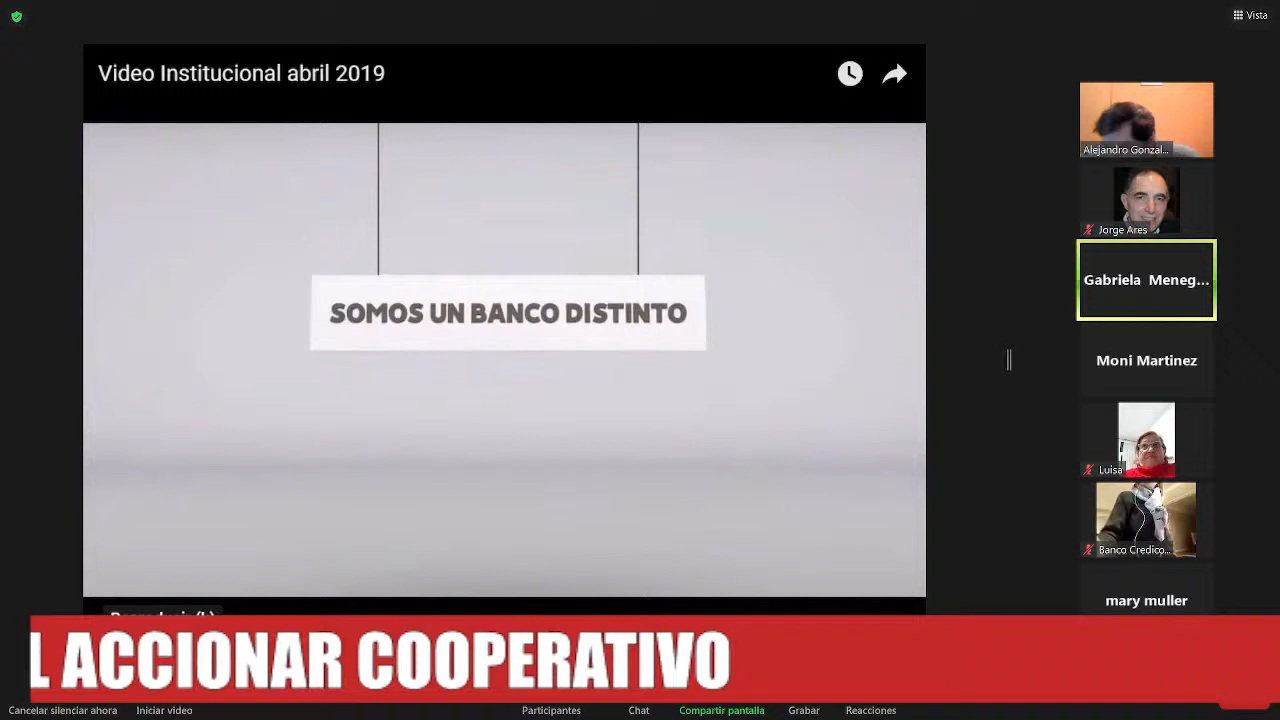 Vista
Video Institucional abril 2019
SOMOS UN BANCO DISTINTO
Alejandro Gonzal...
Jorge Ares
Gabriela Meneg...
Moni Martinez
Luisa
Banco Credico...
mary muller
L ACCIONAR COOPERATIVO
Cancelar silenciar ahora
Iniciar video
Participantes
Chat
Compartir pantalla
Grabar
Reacciones